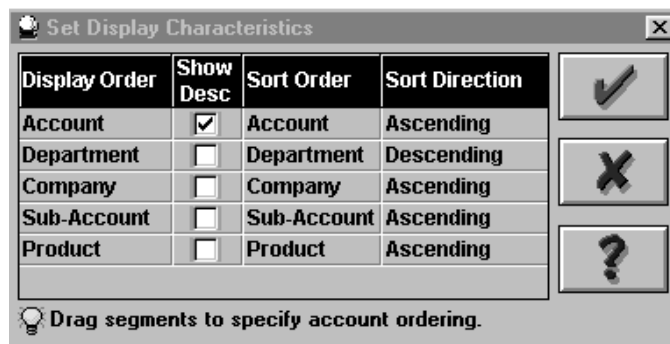 Set Display Characteristics
Display Order Show Desc Sort Order Sort Direction
Account Account Ascending
Department Department Descending
Company Company Ascending
Sub-Account Sub-Account Ascending
Product Product Ascending
Drag segments to specify account ordering.